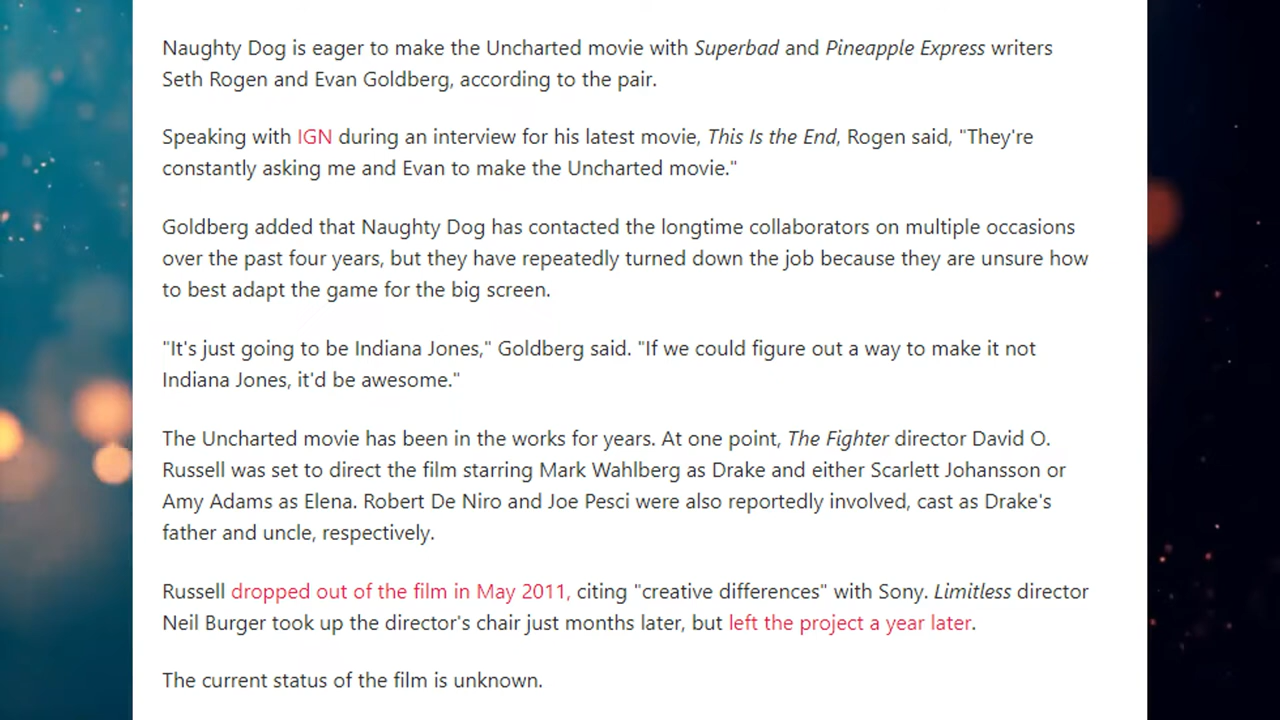 Naughty Dog is eager to make the Uncharted movie with Superbad and Pineapple Express writers
Seth Rogen and Evan Goldberg, according to the pair.
Speaking with IGN during an interview for his latest movie, This Is the End, Rogen said, "They're
constantly asking me and Evan to make the Uncharted movie."
Goldberg added that Naughty Dog has contacted the longtime collaborators on multiple occasions
over the past four years, but they have repeatedly turned down the job because they are unsure how
to best adapt the game for the big screen.
"It's just going to be Indiana Jones," Goldberg said. "If we could figure out a way to make it not
Indiana Jones, it'd be awesome."
The Uncharted movie has been in the works for years. At one point, The Fighter director David O.
Russell was set to direct the film starring Mark Wahlberg as Drake and either Scarlett Johansson or
Amy Adams as Elena. Robert De Niro and Joe Pesci were also reportedly involved, cast as Drake's
father and uncle, respectively.
Russell dropped out of the film in May 2011, citing "creative differences" with Sony. Limitless director
Neil Burger took up the director's chair just months later, but left the project a year later.
The current status of the film is unknown.